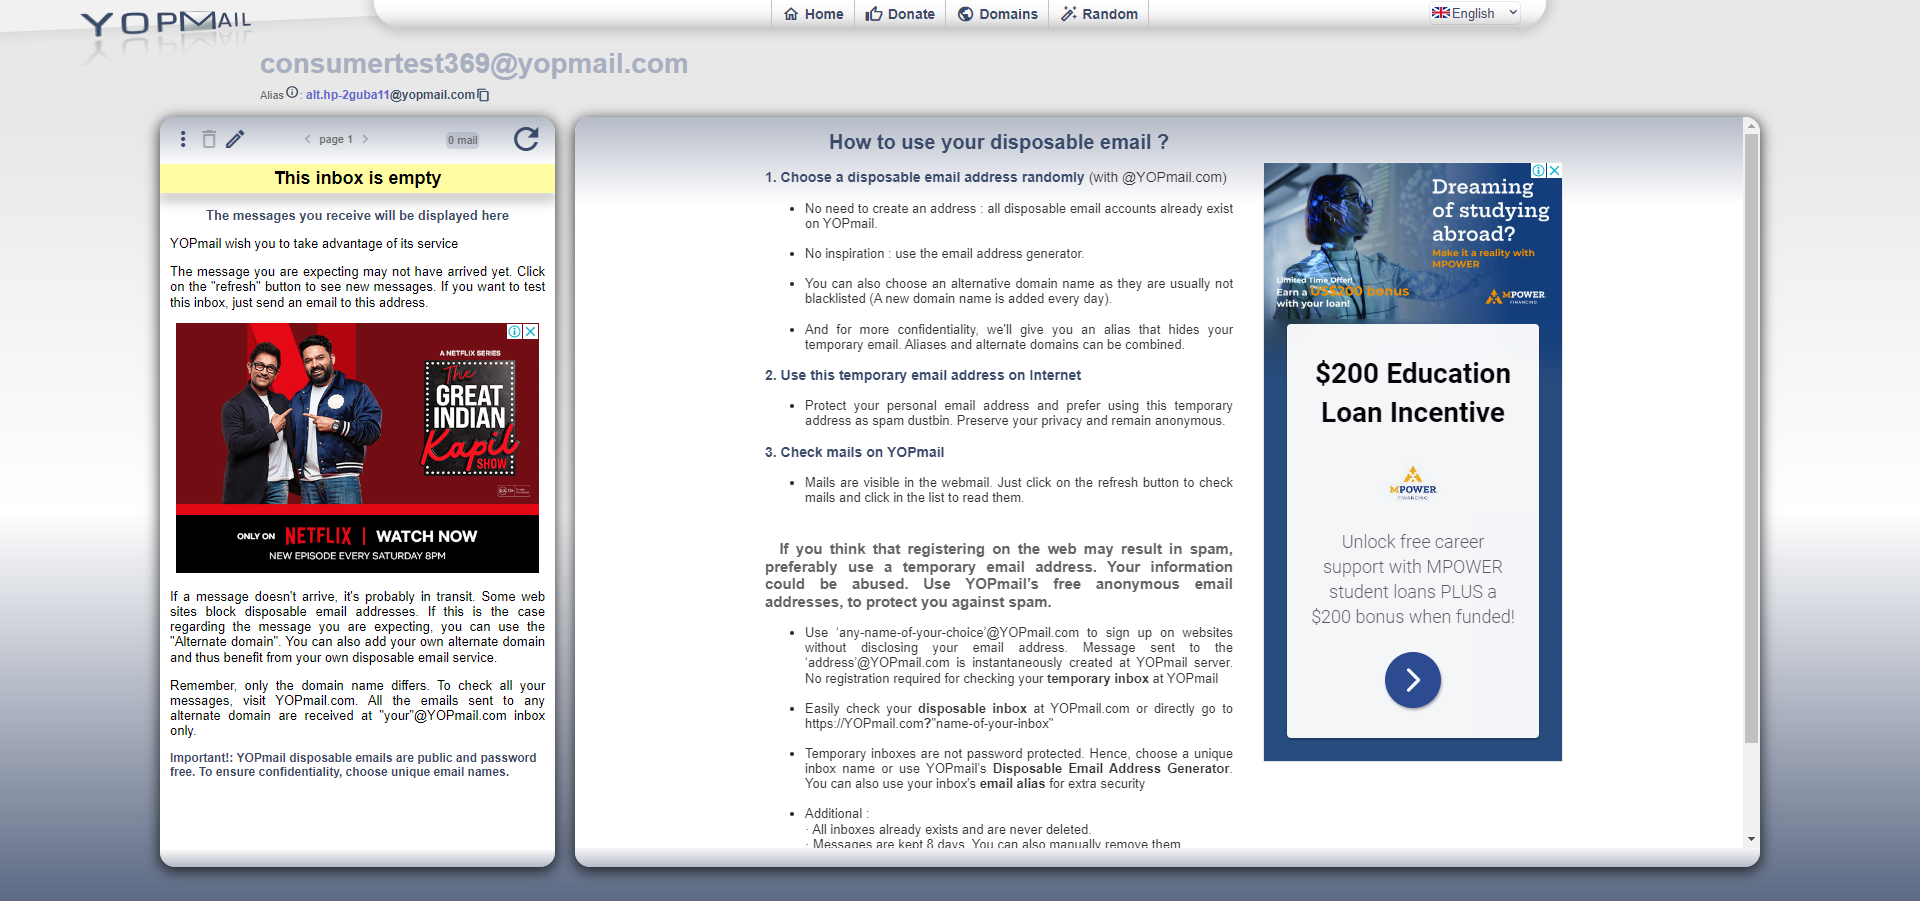 YOPMAIL
Home
Donate
Domains
Random
English
consumertest369@yopmail.com
Alias : alt.hp-2guba11@yopmail.com
page 1
0 mail
This inbox is empty
The messages you receive will be displayed here
YOPmail wish you to take advantage of its service
The message you are expecting may not have arrived yet. Click
on the "refresh" button to see new messages. If you want to test
this inbox, just send an email to this address.
A NETFLIX SERIES
The
GREAT
INDIAN
Kapil
SHOW
ONLY ON NETFLIX | WATCH NOW
NEW EPISODE EVERY SATURDAY 8PM
If a message doesn't arrive, it's probably in transit. Some web
sites block disposable email addresses. If this is the case
regarding the message you are expecting, you can use the
"Alternate domain". You can also add your own alternate domain
and thus benefit from your own disposable email service.
Remember, only the domain name differs. To check all your
messages, visit YOPmail.com. All the emails sent to any
alternate domain are received at "your"@YOPmail.com inbox
only.
Important!: YOPmail disposable emails are public and password
free. To ensure confidentiality, choose unique email names.
How to use your disposable email ?
1. Choose a disposable email address randomly (with @YOPmail.com)
• No need to create an address : all disposable email accounts already exist
on YOPmail.
• No inspiration : use the email address generator.
• You can also choose an alternative domain name as they are usually not
blacklisted (A new domain name is added every day).
• And for more confidentiality, we'll give you an alias that hides your
temporary email. Aliases and alternate domains can be combined.
2. Use this temporary email address on Internet
• Protect your personal email address and prefer using this temporary
address as spam dustbin. Preserve your privacy and remain anonymous.
3. Check mails on YOPmail
• Mails are visible in the webmail. Just click on the refresh button to check
mails and click in the list to read them.
If you think that registering on the web may result in spam,
preferably use a temporary email address. Your information
could be abused. Use YOPmail's free anonymous email
addresses, to protect you against spam.
• Use ‘any-name-of-your-choice’@YOPmail.com to sign up on websites
without disclosing your email address. Message sent to the
‘address’@YOPmail.com is instantaneously created at YOPmail server.
No registration required for checking your temporary inbox at YOPmail
• Easily check your disposable inbox at YOPmail.com or directly go to
https://YOPmail.com?"name-of-your-inbox"
• Temporary inboxes are not password protected. Hence, choose a unique
inbox name or use YOPmail's Disposable Email Address Generator.
You can also use your inbox's email alias for extra security
• Additional :
· All inboxes already exists and are never deleted.
· Messages are kept 8 days. You can also manually remove them
Dreaming
of studying
abroad?
Make it a reality with
MPOWER
Limited Time Offer!
Earn a US$200 bonus
with your loan!
MPOWER
FINANCING
$200 Education
Loan Incentive
MPOWER
FINANCING
Unlock free career
support with MPOWER
student loans PLUS a
$200 bonus when funded!